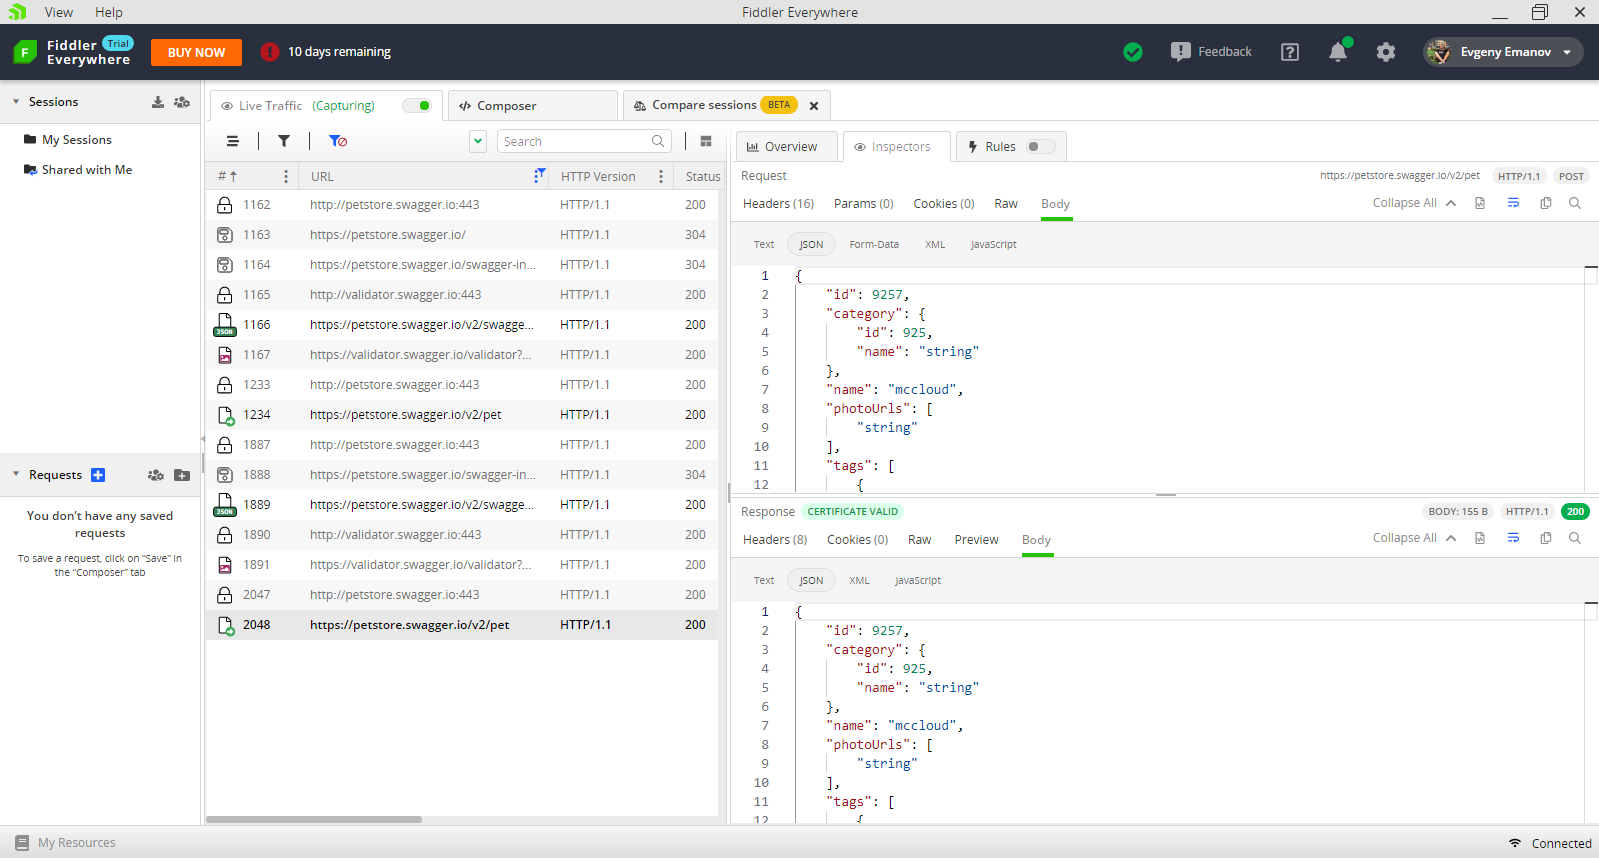 View Help Fiddler Everywhere
Fiddler Trial
Everywhere
BUY NOW
10 days remaining
Feedback
Evgeny Emanov
Sessions
My Sessions
Shared with Me
Requests
You don't have any saved
requests
To save a request, click on "Save" in
the "Composer" tab
Live Traffic (Capturing)
Composer
Compare sessions BETA
Search
# URL HTTP Version Status
1162 http://petstore.swagger.io:443 HTTP/1.1 200
1163 https://petstore.swagger.io/ HTTP/1.1 304
1164 https://petstore.swagger.io/swagger-in... HTTP/1.1 304
1165 http://validator.swagger.io:443 HTTP/1.1 200
JSON 1166 https://petstore.swagger.io/v2/swagge... HTTP/1.1 200
1167 https://validator.swagger.io/validator?... HTTP/1.1 200
1233 http://petstore.swagger.io:443 HTTP/1.1 200
1234 https://petstore.swagger.io/v2/pet HTTP/1.1 200
1887 http://petstore.swagger.io:443 HTTP/1.1 200
1888 https://petstore.swagger.io/swagger-in... HTTP/1.1 304
JSON 1889 https://petstore.swagger.io/v2/swagge... HTTP/1.1 200
1890 http://validator.swagger.io:443 HTTP/1.1 200
1891 https://validator.swagger.io/validator?... HTTP/1.1 200
2047 http://petstore.swagger.io:443 HTTP/1.1 200
2048 https://petstore.swagger.io/v2/pet HTTP/1.1 200
Overview Inspectors Rules
Request https://petstore.swagger.io/v2/pet HTTP/1.1 POST
Headers (16) Params (0) Cookies (0) Raw Body Collapse All
Text JSON Form-Data XML JavaScript
1 {
2 "id": 9257,
3 "category": {
4 "id": 925,
5 "name": "string"
6 },
7 "name": "mccloud",
8 "photoUrls": [
9 "string"
10 ],
11 "tags": [
12 {
Response CERTIFICATE VALID BODY: 155 B HTTP/1.1 200
Headers (8) Cookies (0) Raw Preview Body Collapse All
Text JSON XML JavaScript
1 {
2 "id": 9257,
3 "category": {
4 "id": 925,
5 "name": "string"
6 },
7 "name": "mccloud",
8 "photoUrls": [
9 "string"
10 ],
11 "tags": [
12 {
My Resources
Connected